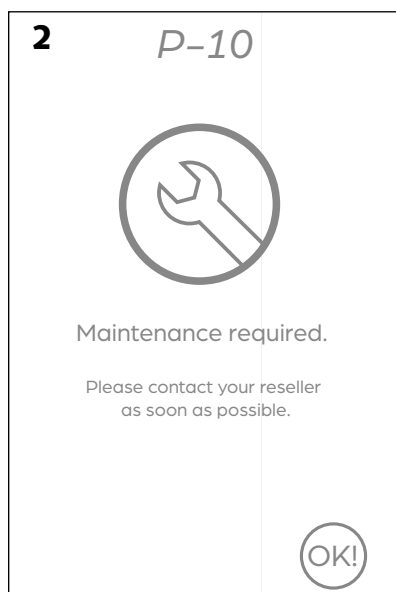 2
P-10
Maintenance required.
Please contact your reseller
as soon as possible.
OK!